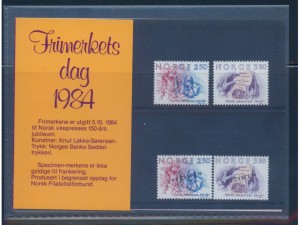 Frimerkets
dag
1984
Frimerkene er utgitt 5.10. 1984
til Norsk ukepresses 150-års
jubileum.
Kunstner: Knut Løkke-Sørensen.
Trykk: Norges Banks Seddel-
trykkeri.
Specimen-merkene er ikke
gyldige til frankering.
Produsert i begrenset opplag for
Norsk Filatelistforbund.
NORGE 2.50
NORGE 3.50
NORGE 2.50
NORGE 3.50